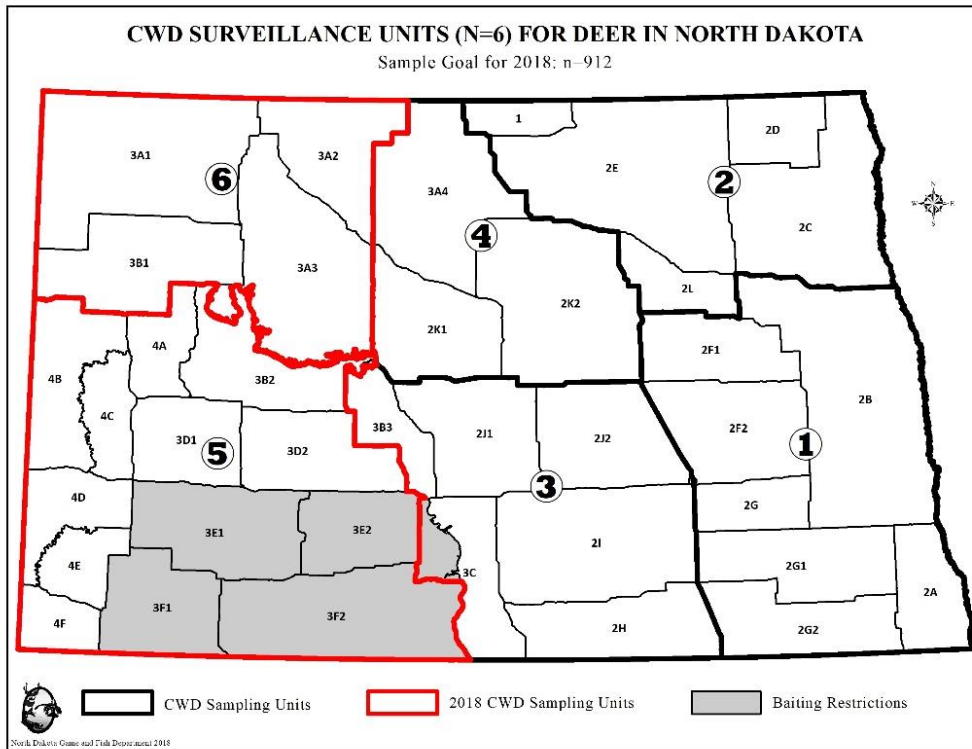 CWD SURVEILLANCE UNITS (N=6) FOR DEER IN NORTH DAKOTA
Sample Goal for 2018: n=912
1
2D
3A1
3A2
2E
6
2
3A4
2C
N
W E
S
4
3B1
3A3
2K2
2L
2K1
2F1
4A
4B
3B2
4C
2B
3B3
2J1
2J2
2F2
3D1
5
3D2
1
3
4D
2G
3E1
3E2
2I
4E
3C
2G1
2A
3F1
3F2
4F
2H
2G2
CWD Sampling Units
2018 CWD Sampling Units
Baiting Restrictions
North Dakota Game and Fish Department 2018